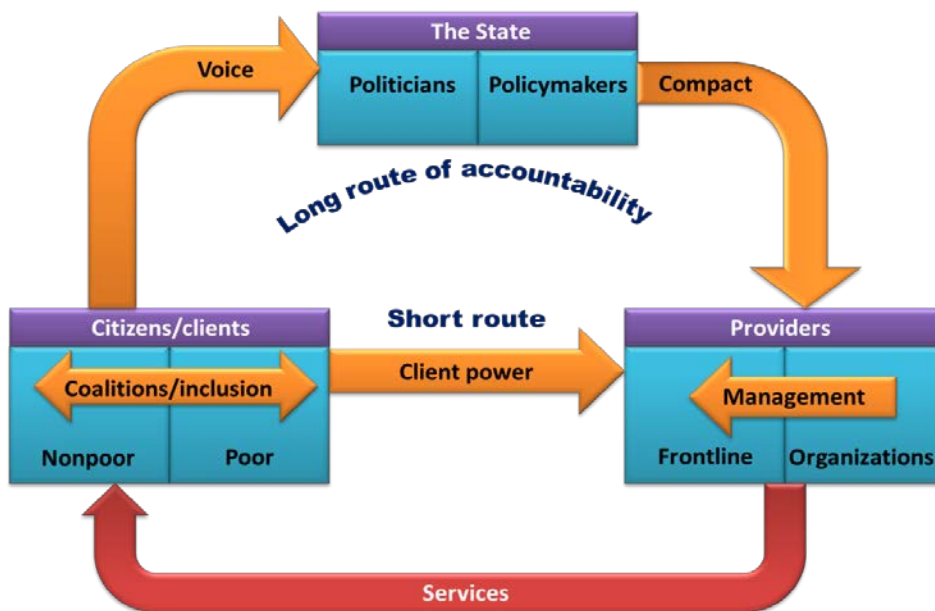 The State
Voice
Politicians
Policymakers
Compact
Long route of accountability
Citizens/clients
Short route
Providers
Coalitions/inclusion
Client power
Management
Nonpoor
Poor
Frontline
Organizations
Services